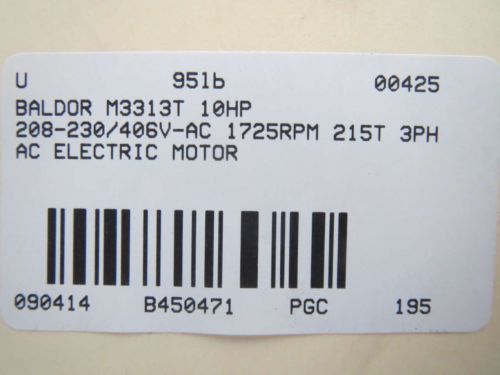 U 951b 00425
BALDOR M3313T 10HP
208-230/406V-AC 1725RPM 215T 3PH
AC ELECTRIC MOTOR
090414 B450471 PGC 195